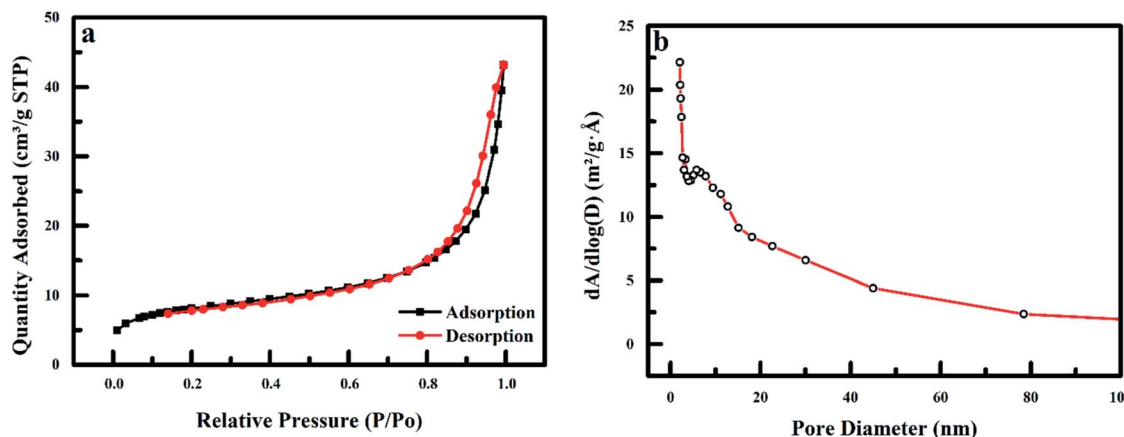 a
50
40
30
20
10
0
Quantity Adsorbed (cm³/g STP)
Adsorption
Desorption
0.0 0.2 0.4 0.6 0.8 1.0
Relative Pressure (P/Po)
b
25
20
15
10
5
0
dA/dlog(D) (m²/g·Å)
0 20 40 60 80 10
Pore Diameter (nm)